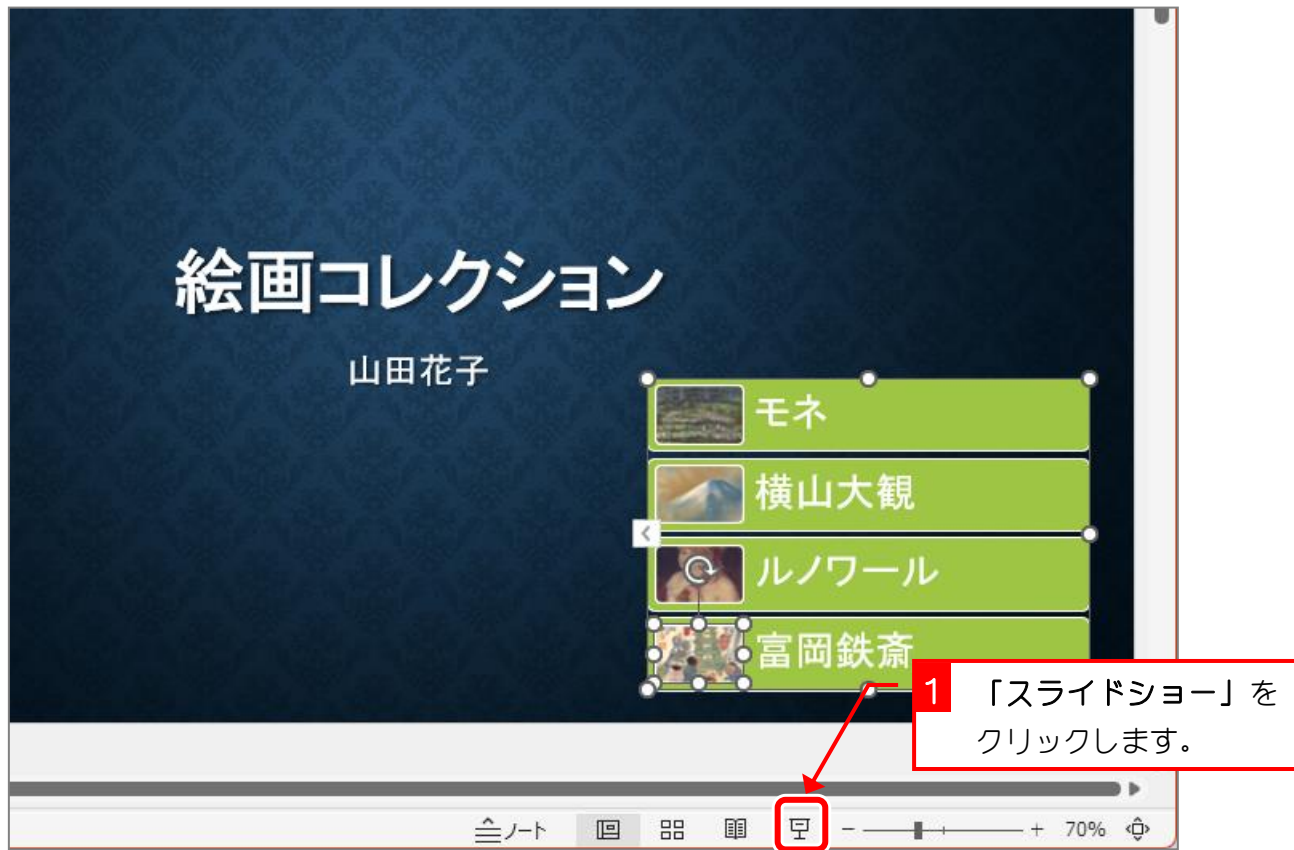 絵画コレクション
山田花子
モネ
横山大観
ルノワール
富岡鉄斎
1 「スライドショー」を
クリックします。
ノート
70%